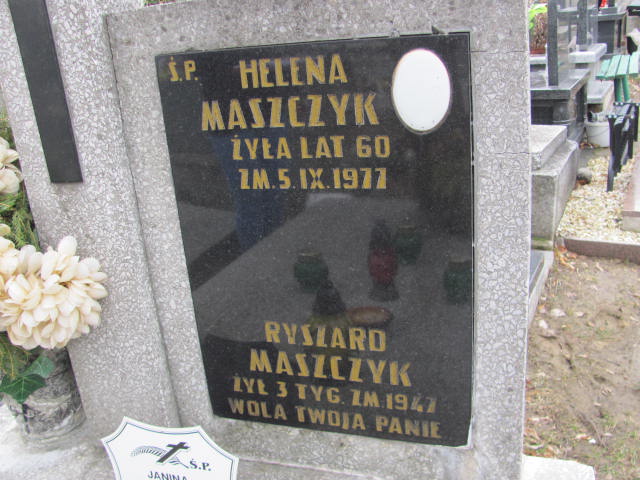 Ś.P. HELENA
MASZCZYK
ŻYŁA LAT 60
ZM. 5. IX. 1977
RYSZARD
MASZCZYK
ŻYŁ 3 TYG. ZM. 1947
WOLA TWOJA PANIE
Ś.P.
JANINA